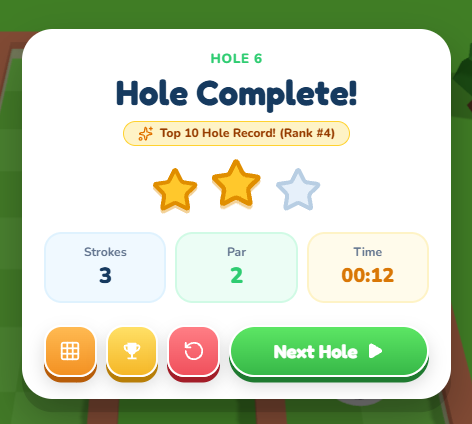 HOLE 6
Hole Complete!
Top 10 Hole Record! (Rank #4)
Strokes
3
Par
2
Time
00:12
Next Hole